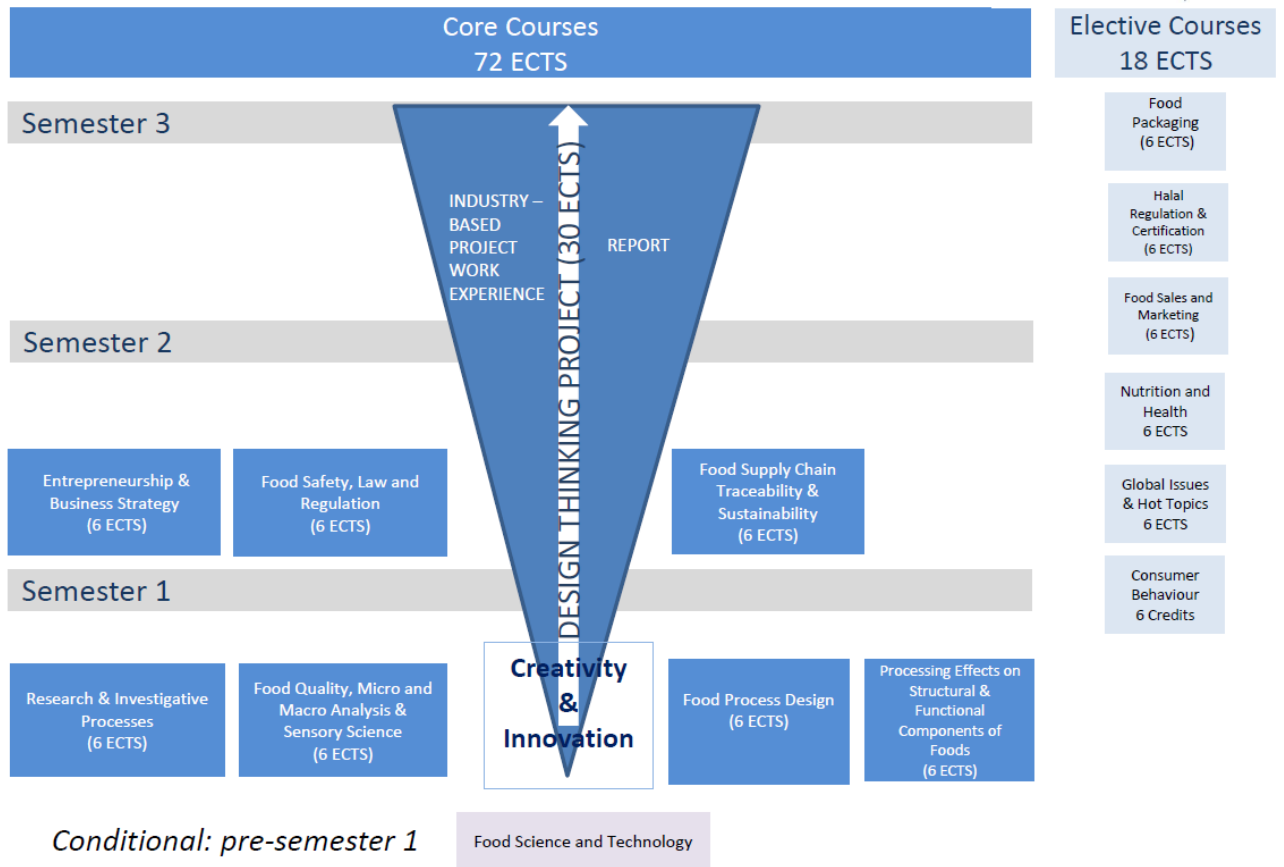 Core Courses
72 ECTS
Elective Courses
18 ECTS
Semester 3
INDUSTRY –
BASED
PROJECT
WORK
EXPERIENCE
DESIGN THINKING PROJECT (30 ECTS)
REPORT
Food
Packaging
(6 ECTS)
Halal
Regulation &
Certification
(6 ECTS)
Food Sales and
Marketing
(6 ECTS)
Semester 2
Nutrition and
Health
6 ECTS
Entrepreneurship &
Business Strategy
(6 ECTS)
Food Safety, Law and
Regulation
(6 ECTS)
Food Supply Chain
Traceability &
Sustainability
(6 ECTS)
Global Issues
& Hot Topics
6 ECTS
Semester 1
Consumer
Behaviour
6 Credits
Research & Investigative
Processes
(6 ECTS)
Food Quality, Micro and
Macro Analysis &
Sensory Science
(6 ECTS)
Creativity
&
Innovation
Food Process Design
(6 ECTS)
Processing Effects on
Structural &
Functional
Components of
Foods
(6 ECTS)
Conditional: pre-semester 1
Food Science and Technology